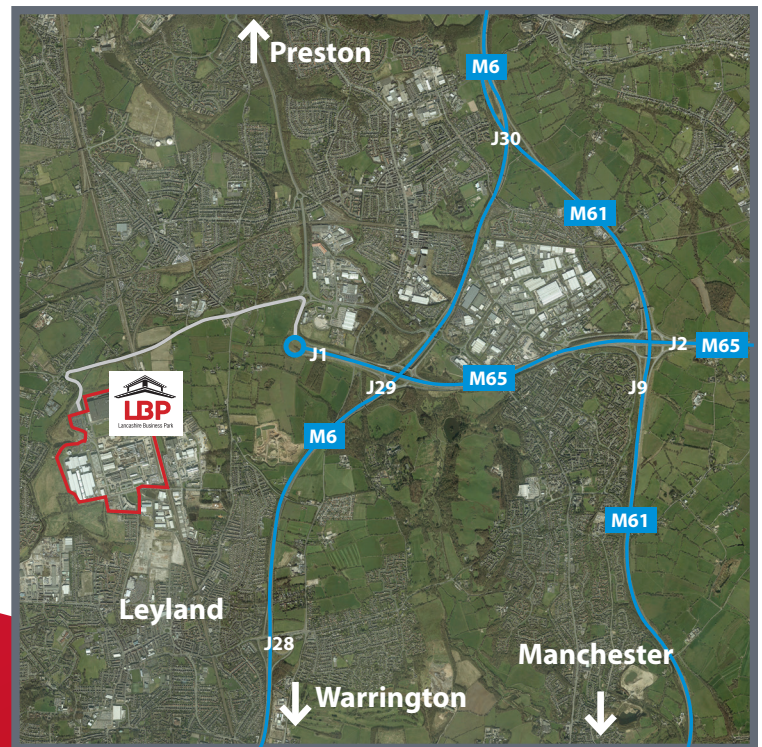 Preston
M6
J30
M61
J1
J2
M65
J29
M65
J9
LBP
Lancashire Business Park
M6
M61
Leyland
J28
Manchester
Warrington